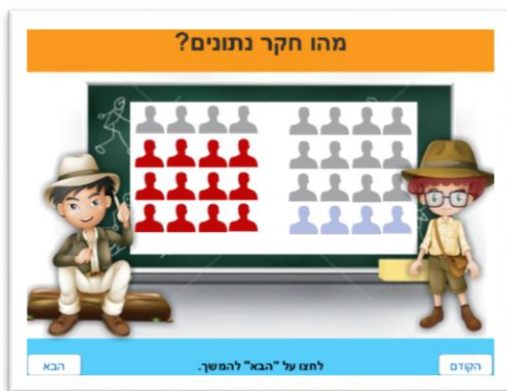 מהו חקר נתונים?
הקודם
לחצו על "הבא" להמשך.
הבא